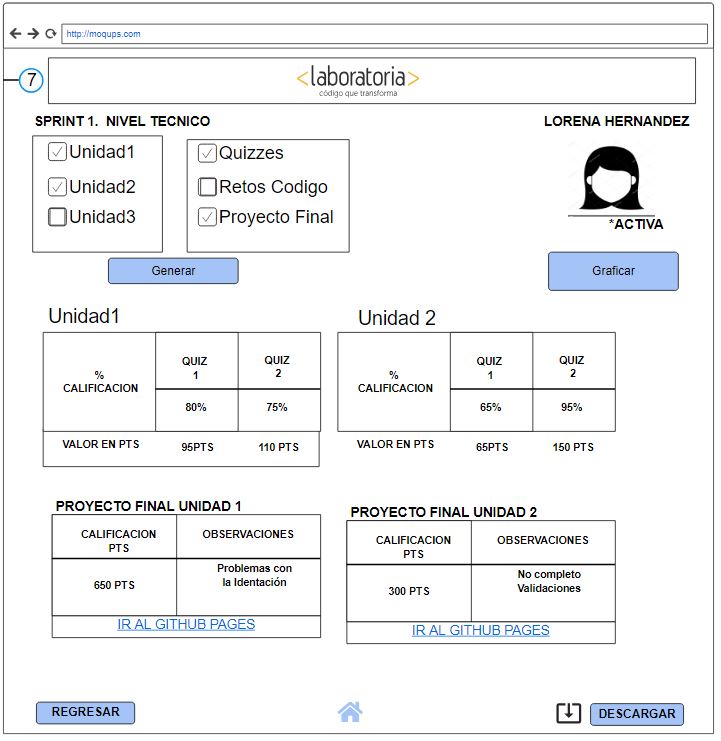 http://moqups.com
7
<laboratoria>
código que transforma
SPRINT 1. NIVEL TECNICO
LORENA HERNANDEZ
Unidad1
Unidad2
Unidad3
Quizzes
Retos Codigo
Proyecto Final
*ACTIVA
Generar
Graficar
Unidad1
%
CALIFICACION
QUIZ
1
QUIZ
2
80%
75%
VALOR EN PTS
95PTS
110 PTS
Unidad 2
%
CALIFICACION
QUIZ
1
QUIZ
2
65%
95%
VALOR EN PTS
65PTS
150 PTS
PROYECTO FINAL UNIDAD 1
CALIFICACION
PTS
OBSERVACIONES
650 PTS
Problemas con
la Identación
IR AL GITHUB PAGES
PROYECTO FINAL UNIDAD 2
CALIFICACION
PTS
OBSERVACIONES
300 PTS
No completo
Validaciones
IR AL GITHUB PAGES
REGRESAR
DESCARGAR